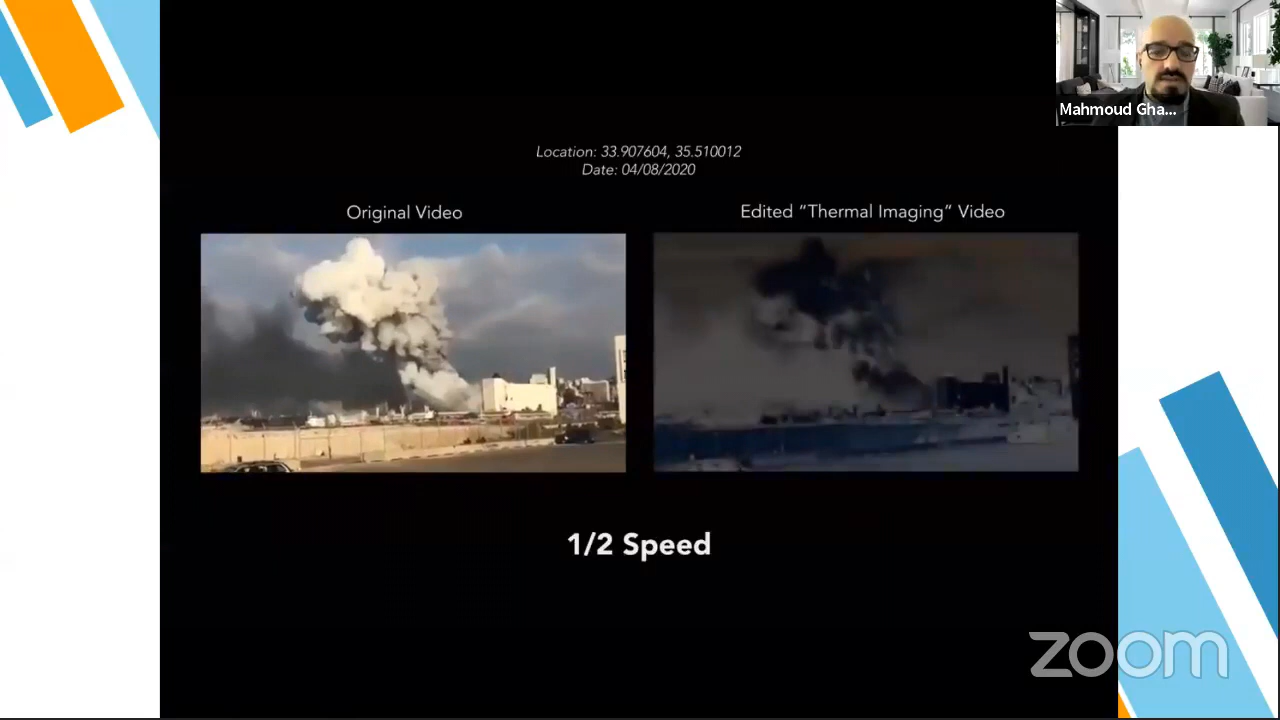 Mahmoud Gha...
Location: 33.907604, 35.510012
Date: 04/08/2020
Original Video
Edited “Thermal Imaging” Video
1/2 Speed
zoom